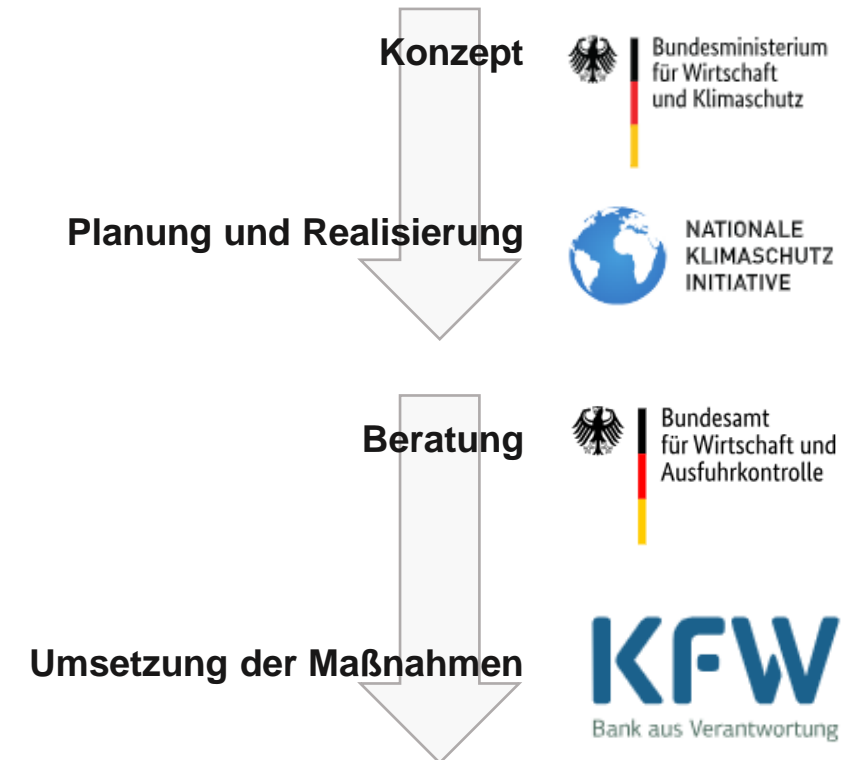 Konzept
Bundesministerium
für Wirtschaft
und Klimaschutz
Planung und Realisierung
NATIONALE
KLIMASCHUTZ
INITIATIVE
Beratung
Bundesamt
für Wirtschaft und
Ausfuhrkontrolle
Umsetzung der Maßnahmen
KFW
Bank aus Verantwortung